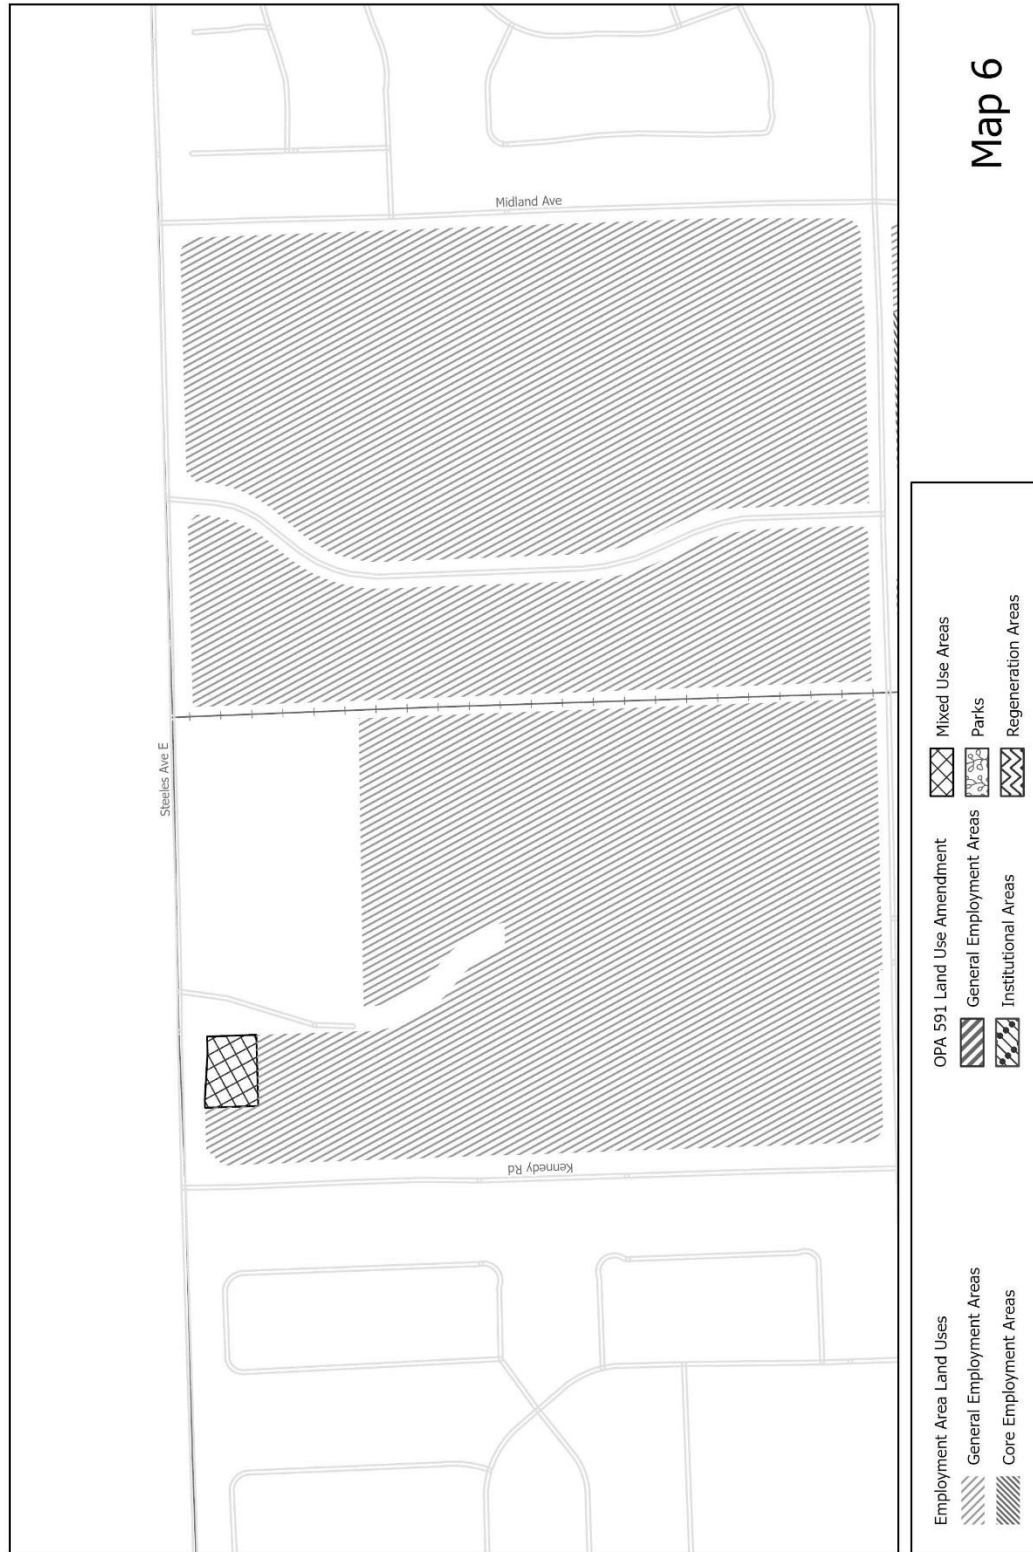 Steeles Ave E
Midland Ave
Kennedy Rd
Employment Area Land Uses
General Employment Areas
Core Employment Areas
OPA 591 Land Use Amendment
General Employment Areas
Institutional Areas
Mixed Use Areas
Parks
Regeneration Areas
Map 6